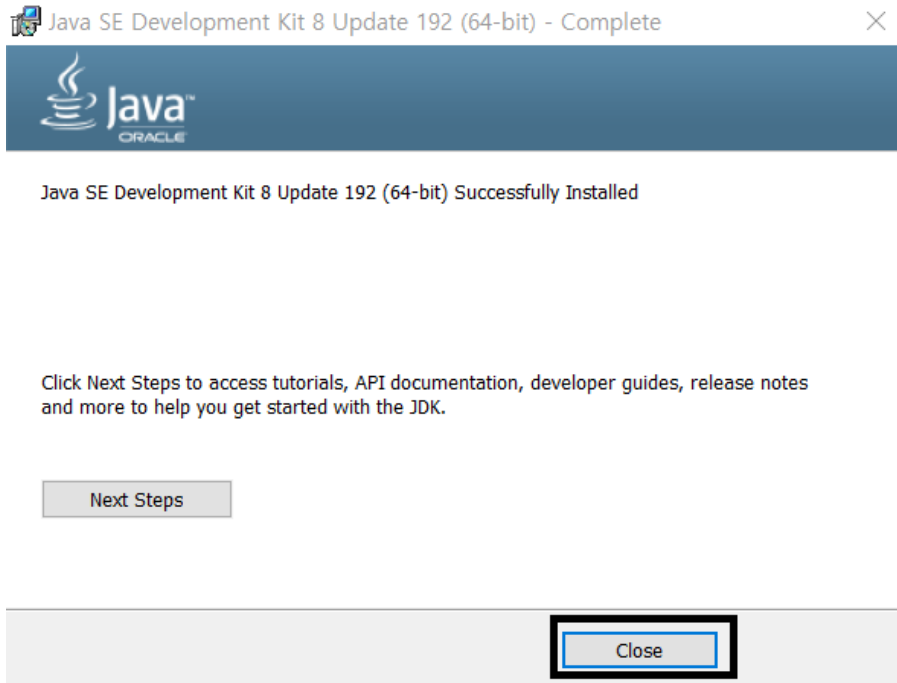 Java SE Development Kit 8 Update 192 (64-bit) - Complete
Java™
ORACLE
Java SE Development Kit 8 Update 192 (64-bit) Successfully Installed
Click Next Steps to access tutorials, API documentation, developer guides, release notes
and more to help you get started with the JDK.
Next Steps
Close